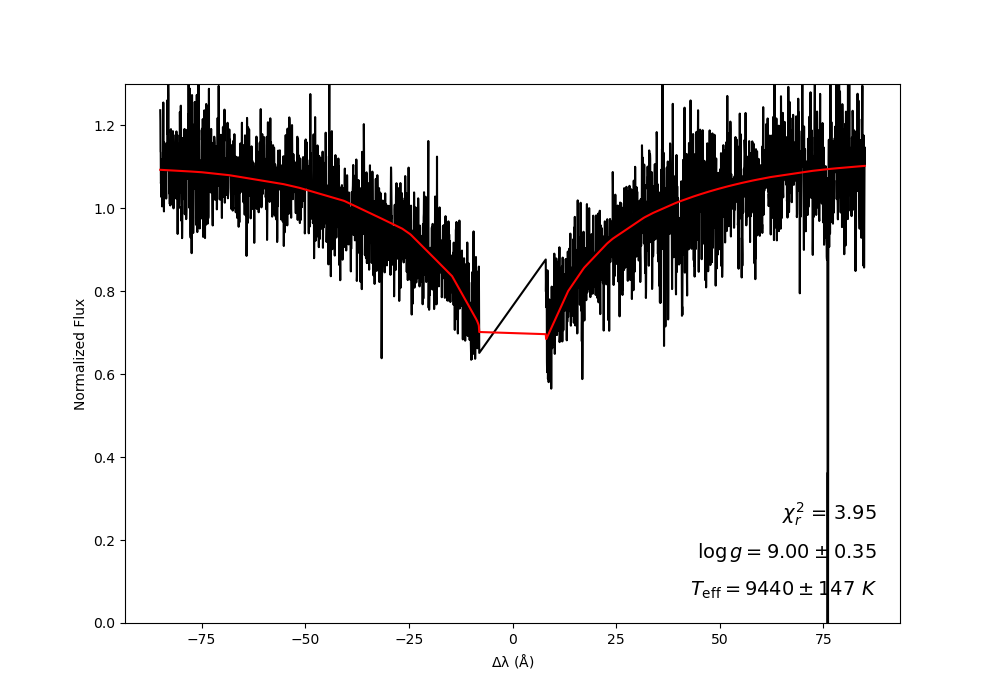 1.2
1.0
0.8
0.6
0.4
0.2
0.0
Normalized Flux
χ²ᵣ = 3.95
log g = 9.00 ± 0.35
T_eff = 9440 ± 147 K
−75 −50 −25 0 25 50 75
Δλ (Å)